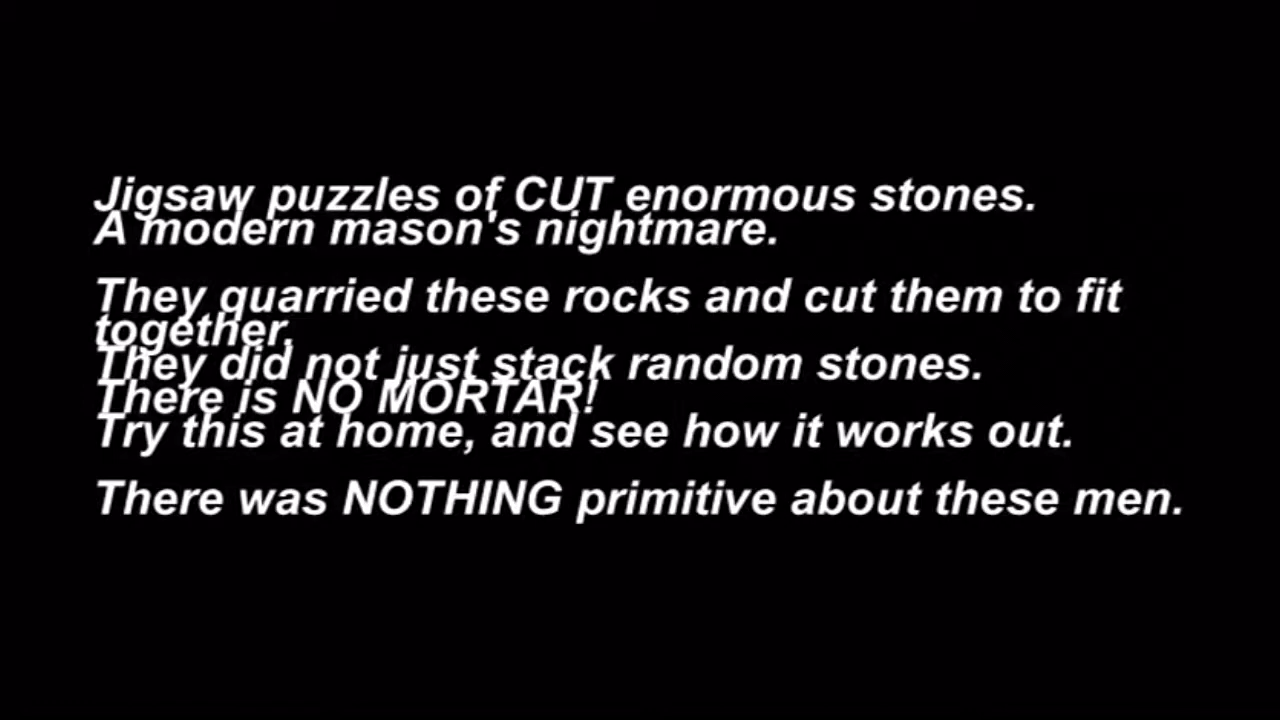 Jigsaw puzzles of CUT enormous stones.
A modern mason's nightmare.
They quarried these rocks and cut them to fit
together,
They did not just stack random stones.
There is NO MORTAR!
Try this at home, and see how it works out.
There was NOTHING primitive about these men.